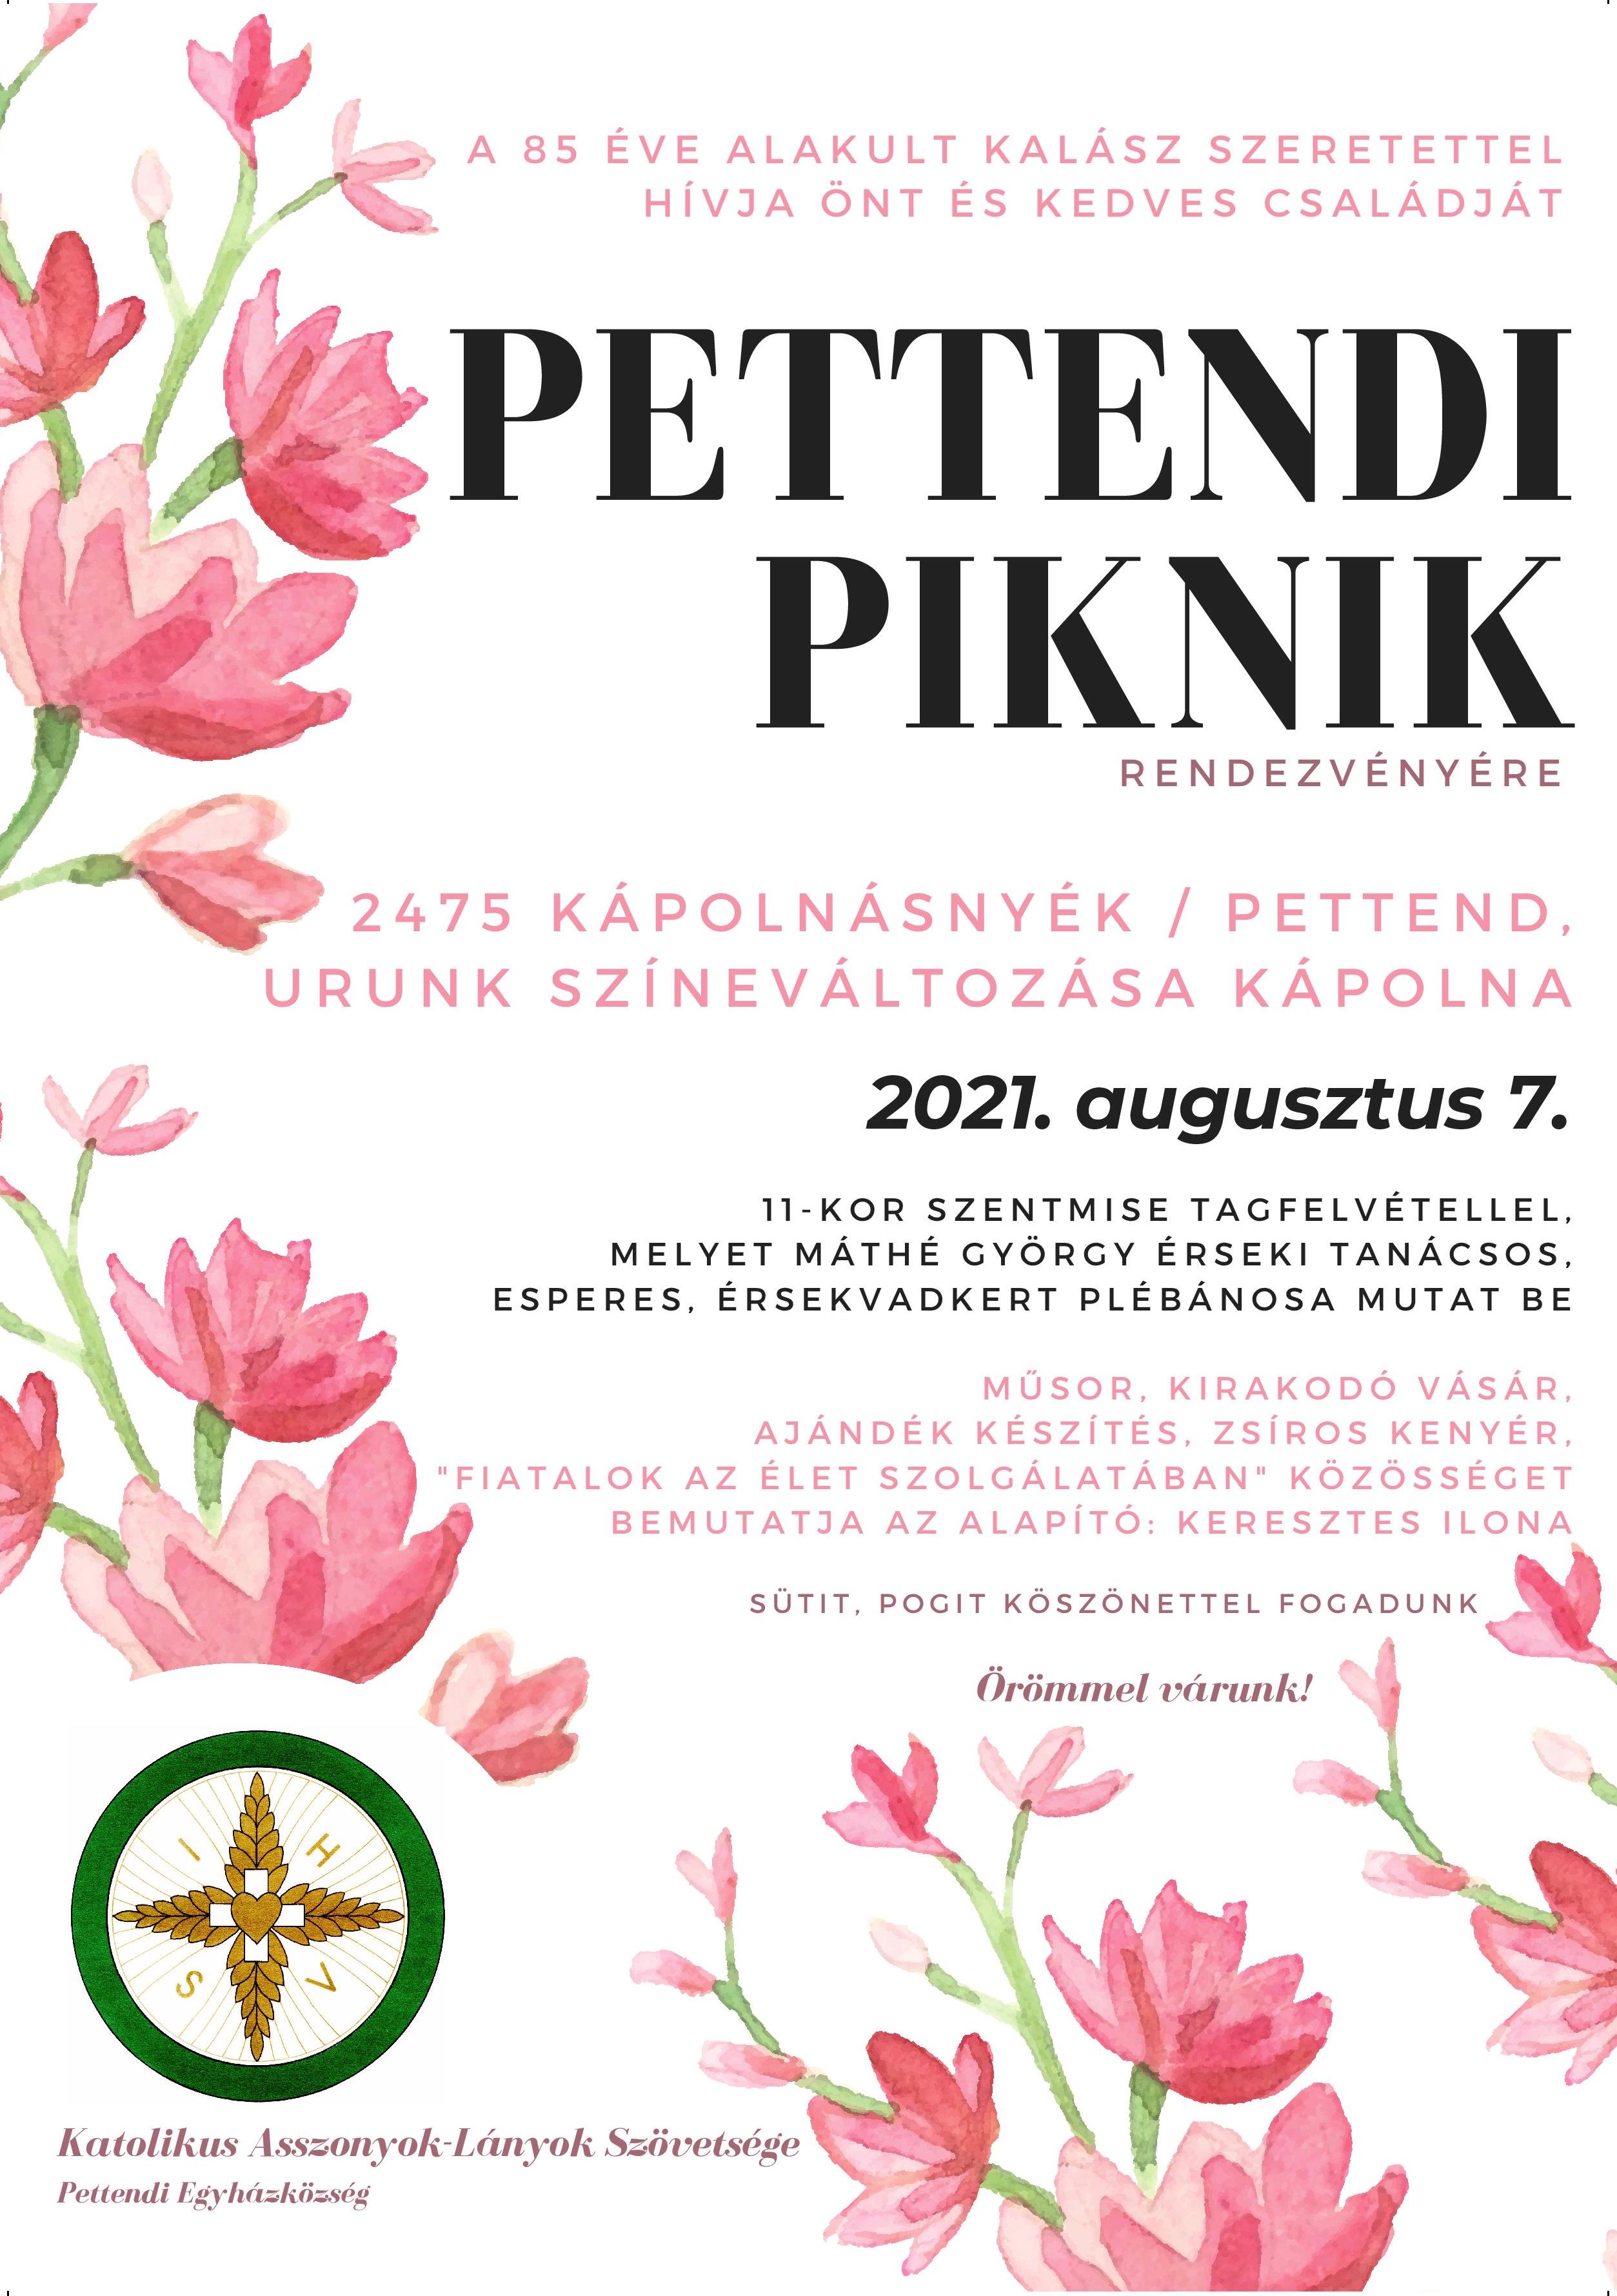 A 85 ÉVE ALAKULT KALÁSZ SZERETETTEL
HÍVJA ÖNT ÉS KEDVES CSALÁDJÁT
PETTENDI
PIKNIK
RENDEZVÉNYÉRE
2475 KÁPOLNÁSNYÉK / PETTEND,
URUNK SZÍNEVÁLTOZÁSA KÁPOLNA
2021. augusztus 7.
11-KOR SZENTMISE TAGFELVÉTELLEL,
MELYET MÁTHÉ GYÖRGY ÉRSEKI TANÁCSOS,
ESPERES, ÉRSEKVADKERT PLÉBÁNOSA MUTAT BE
MŰSOR, KIRAKODÓ VÁSÁR,
AJÁNDÉK KÉSZÍTÉS, ZSÍROS KENYÉR,
"FIATALOK AZ ÉLET SZOLGÁLATÁBAN" KÖZÖSSÉGET
BEMUTATJA AZ ALAPÍTÓ: KERESZTES ILONA
SÜTIT, POGIT KÖSZÖNETTEL FOGADUNK
Örömmel várunk!
I H
S V
Katolikus Asszonyok-Lányok Szövetsége
Pettendi Egyházközség